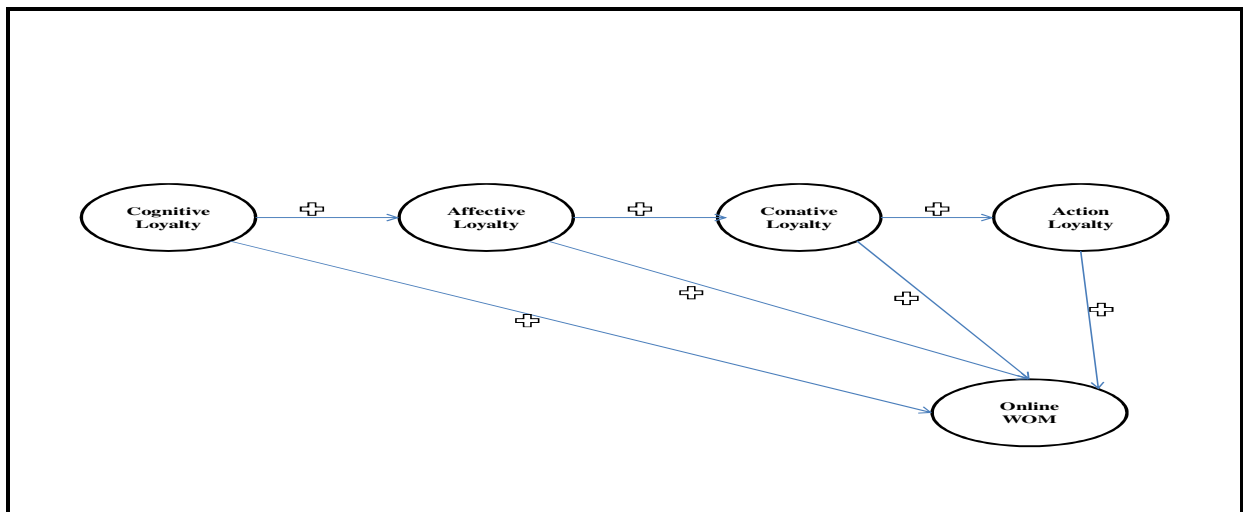 Cognitive
Loyalty
Affective
Loyalty
Conative
Loyalty
Action
Loyalty
Online
WOM